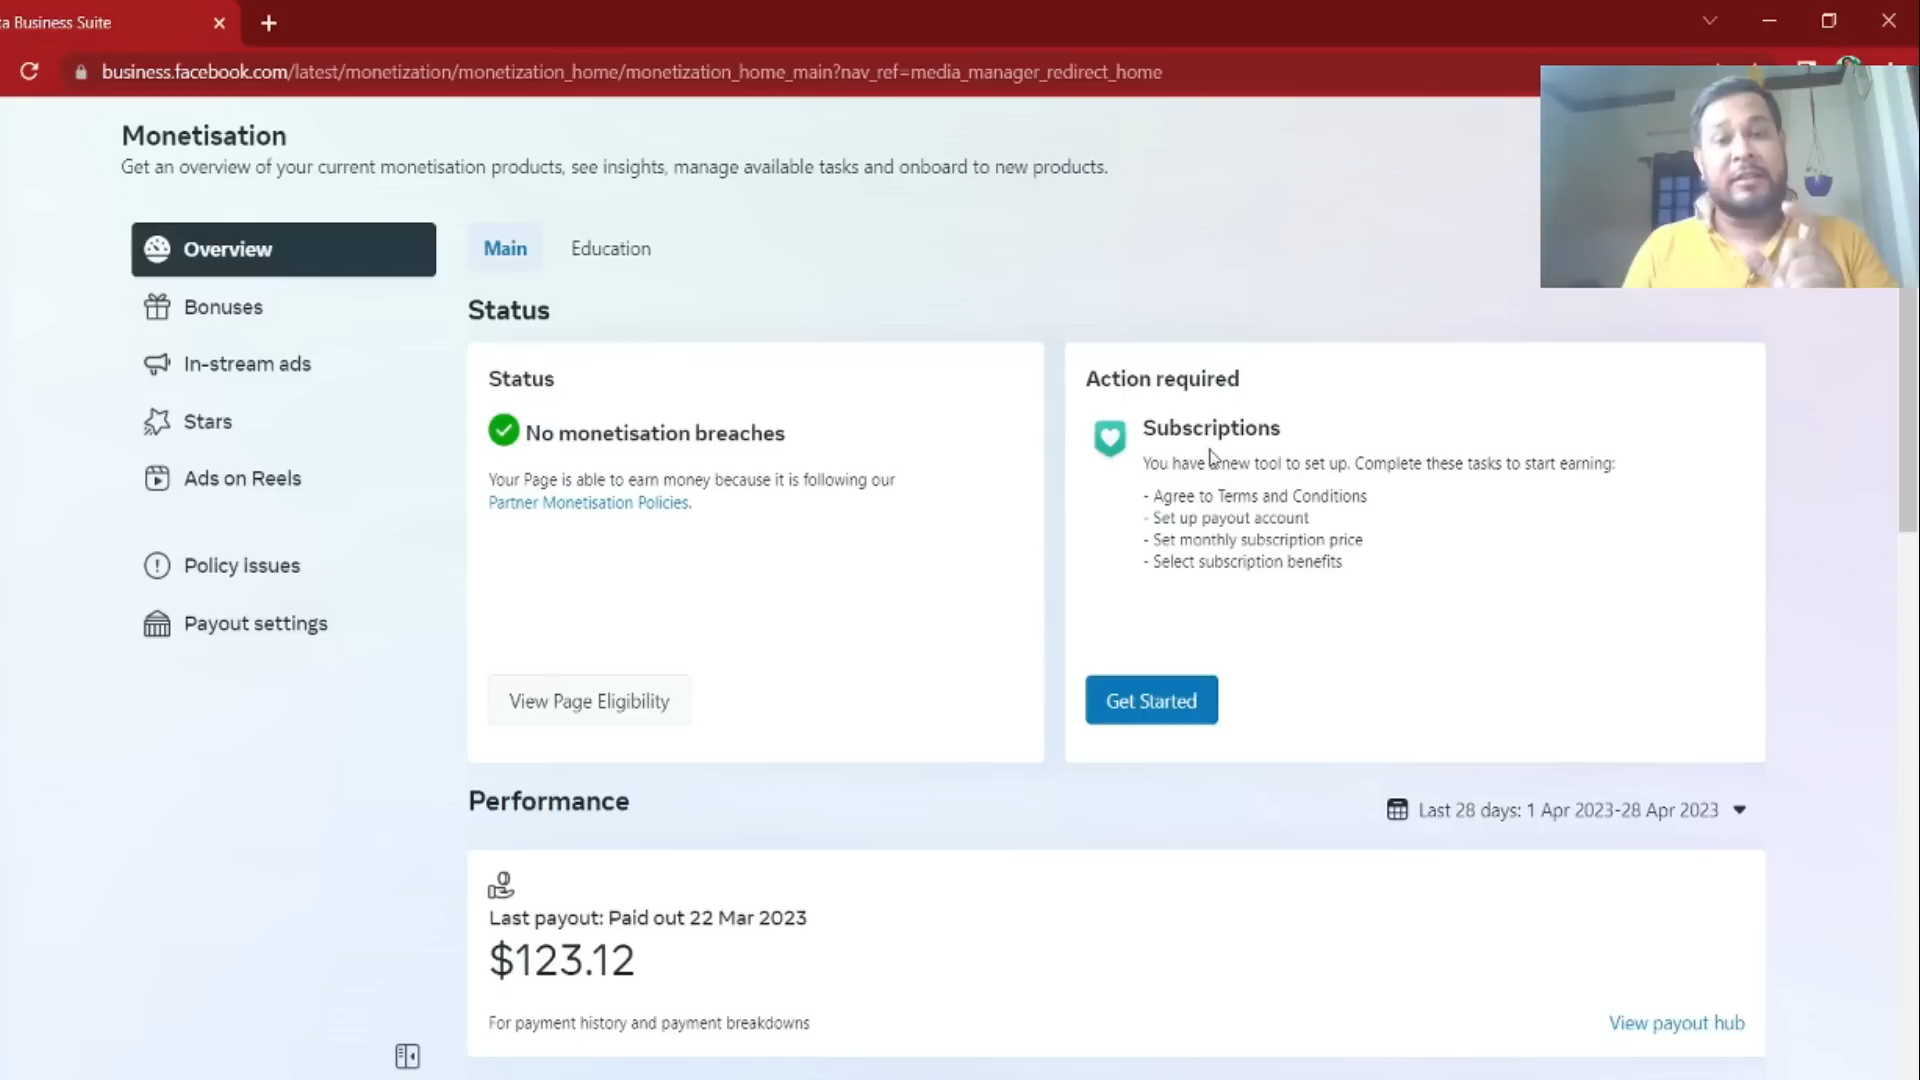 a Business Suite
business.facebook.com/latest/monetization/monetization_home/monetization_home_main?nav_ref=media_manager_redirect_home
Monetisation
Get an overview of your current monetisation products, see insights, manage available tasks and onboard to new products.
Overview
Bonuses
In-stream ads
Stars
Ads on Reels
Policy issues
Payout settings
Main
Education
Status
Status
No monetisation breaches
Your Page is able to earn money because it is following our
Partner Monetisation Policies.
View Page Eligibility
Action required
Subscriptions
You have a new tool to set up. Complete these tasks to start earning:
- Agree to Terms and Conditions
- Set up payout account
- Set monthly subscription price
- Select subscription benefits
Get Started
Performance
Last 28 days: 1 Apr 2023-28 Apr 2023
Last payout: Paid out 22 Mar 2023
$123.12
For payment history and payment breakdowns
View payout hub